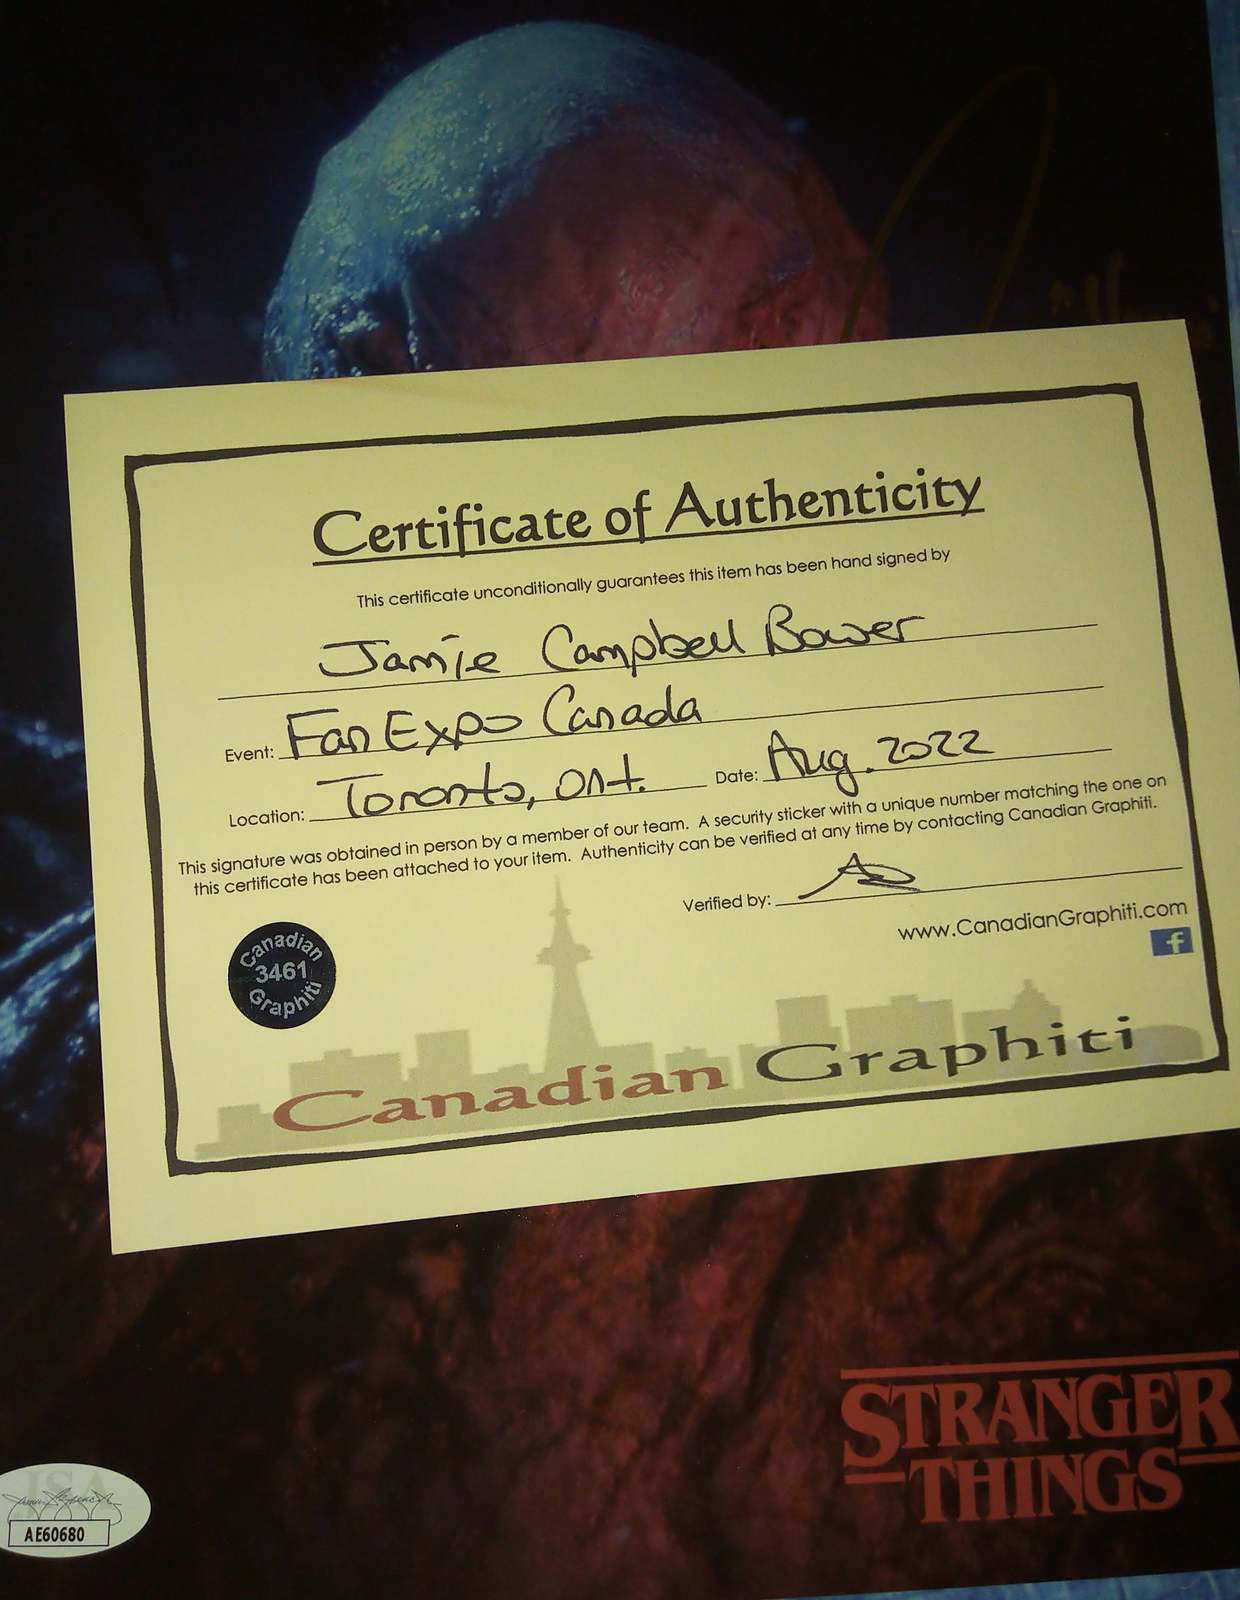 Certificate of Authenticity
This certificate unconditionally guarantees this item has been hand signed by
Jamie Campbell Bower
Event: Fan Expo Canada
Location: Toronto, Ont. Date: Aug. 2022
This signature was obtained in person by a member of our team. A security sticker with a unique number matching the one on
this certificate has been attached to your item. Authenticity can be verified at any time by contacting Canadian Graphiti.
Verified by:
www.CanadianGraphiti.com
f
Canadian
3461
Graphiti
Canadian Graphiti
STRANGER
THINGS
JSA
AE60680